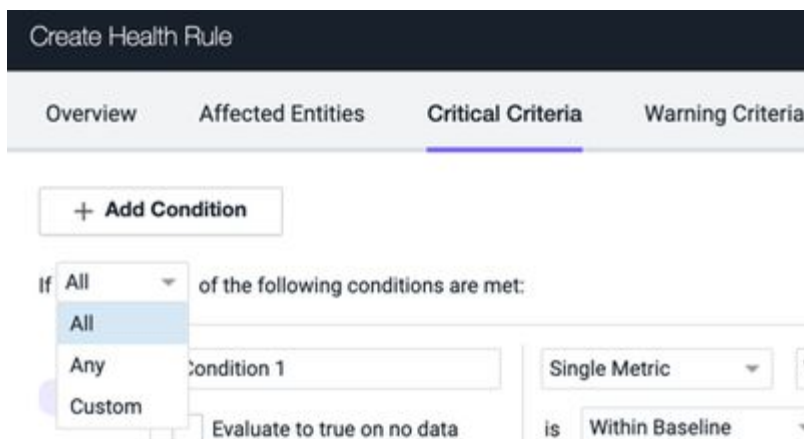 Create Health Rule
Overview Affected Entities Critical Criteria Warning Criteria
+ Add Condition
If All of the following conditions are met:
All
Any Condition 1 Single Metric
Custom
Evaluate to true on no data is Within Baseline